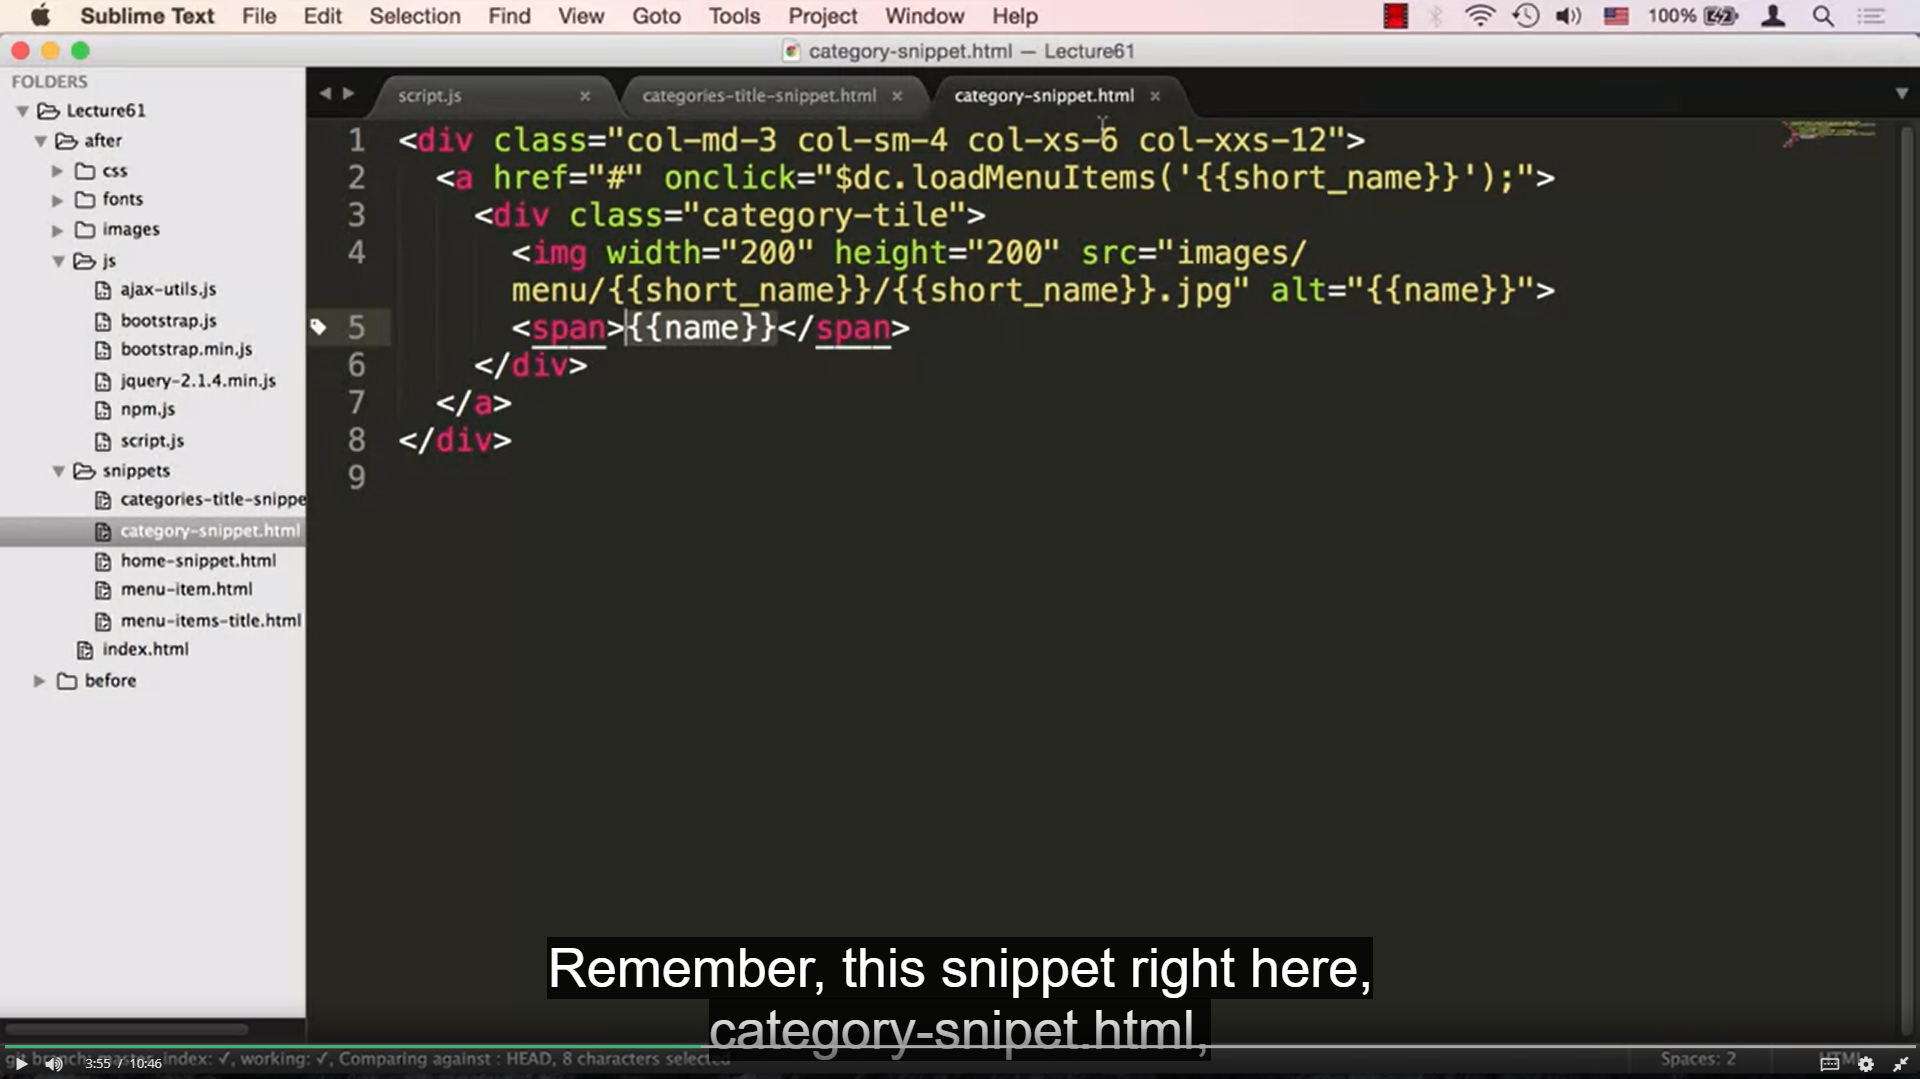 Sublime Text File Edit Selection Find View Goto Tools Project Window Help 100%
category-snippet.html — Lecture61
FOLDERS
Lecture61
after
css
fonts
images
js
ajax-utils.js
bootstrap.js
bootstrap.min.js
jquery-2.1.4.min.js
npm.js
script.js
snippets
categories-title-snippe
category-snippet.html
home-snippet.html
menu-item.html
menu-items-title.html
index.html
before
script.js × categories-title-snippet.html × category-snippet.html ×
1 <div class="col-md-3 col-sm-4 col-xs-6 col-xxs-12">
2 <a href="#" onclick="$dc.loadMenuItems('{{short_name}}');">
3 <div class="category-tile">
4 <img width="200" height="200" src="images/
menu/{{short_name}}/{{short_name}}.jpg" alt="{{name}}">
5 <span>{{name}}</span>
6 </div>
7 </a>
8 </div>
9
Remember, this snippet right here,
category-snipet.html,
git branch: master, index: ✓, working: ✓, Comparing against : HEAD, 8 characters selected
3:55 / 10:46
Spaces: 2 HTML